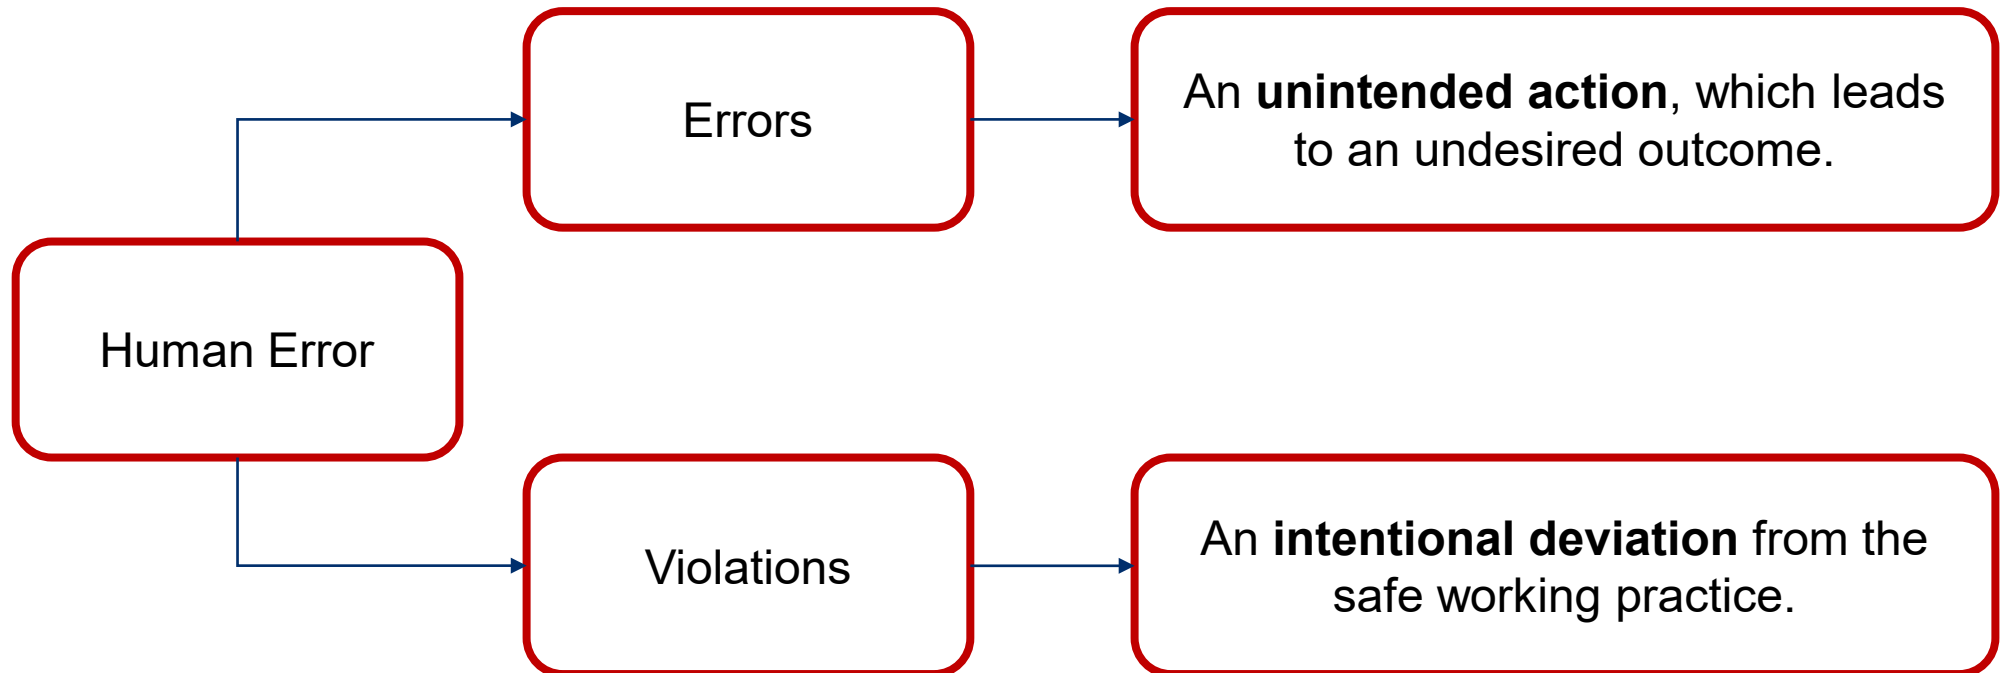 Human Error
Errors
An unintended action, which leads
to an undesired outcome.
Violations
An intentional deviation from the
safe working practice.